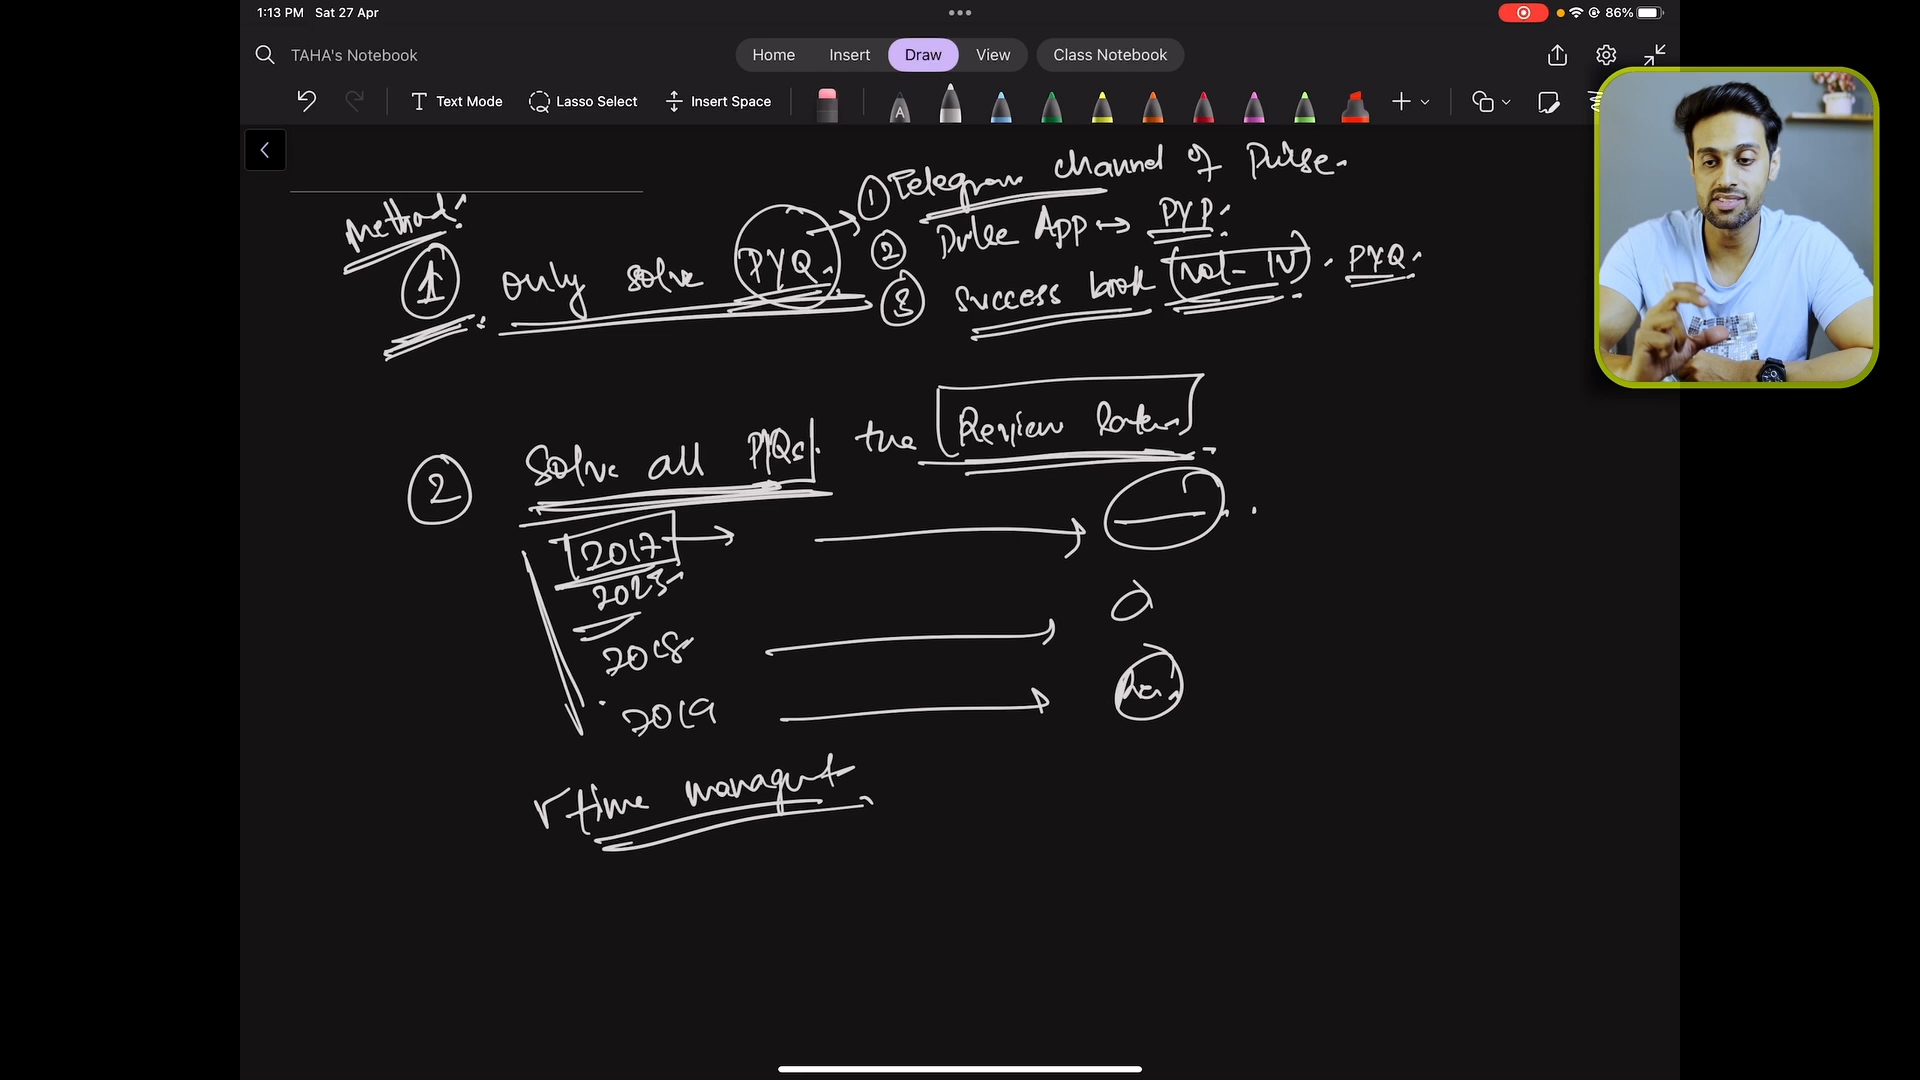 1:13 PM Sat 27 Apr
86%
TAHA's Notebook
Home Insert Draw View Class Notebook
Text Mode Lasso Select Insert Space
A
Method:
① Telegram channel of Pulse.
② Pulse App → PYP:
1 only solve PYQ.
③ success book (Vol-IV). PYQ.
② Solve all PYQs. the Review later.
2017
2023
2018
2019
time